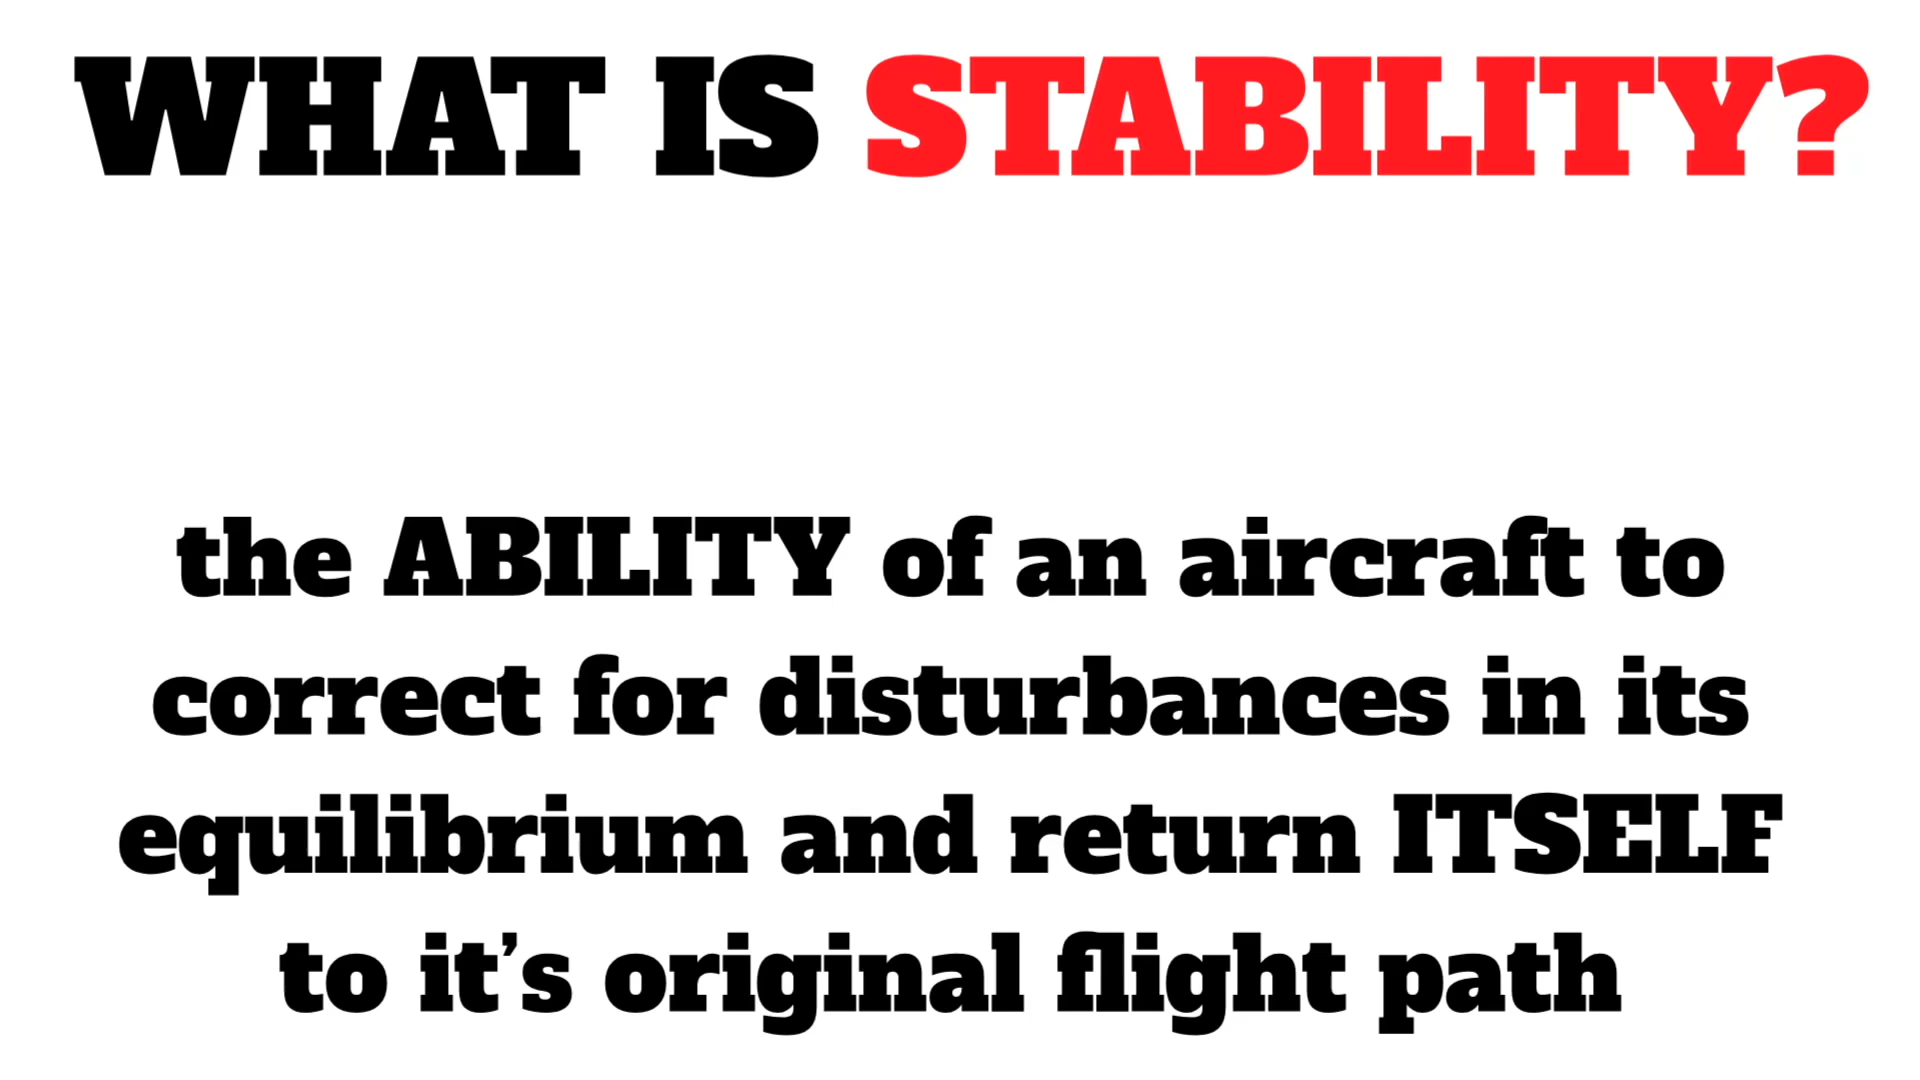 WHAT IS STABILITY?
the ABILITY of an aircraft to
correct for disturbances in its
equilibrium and return ITSELF
to it’s original flight path